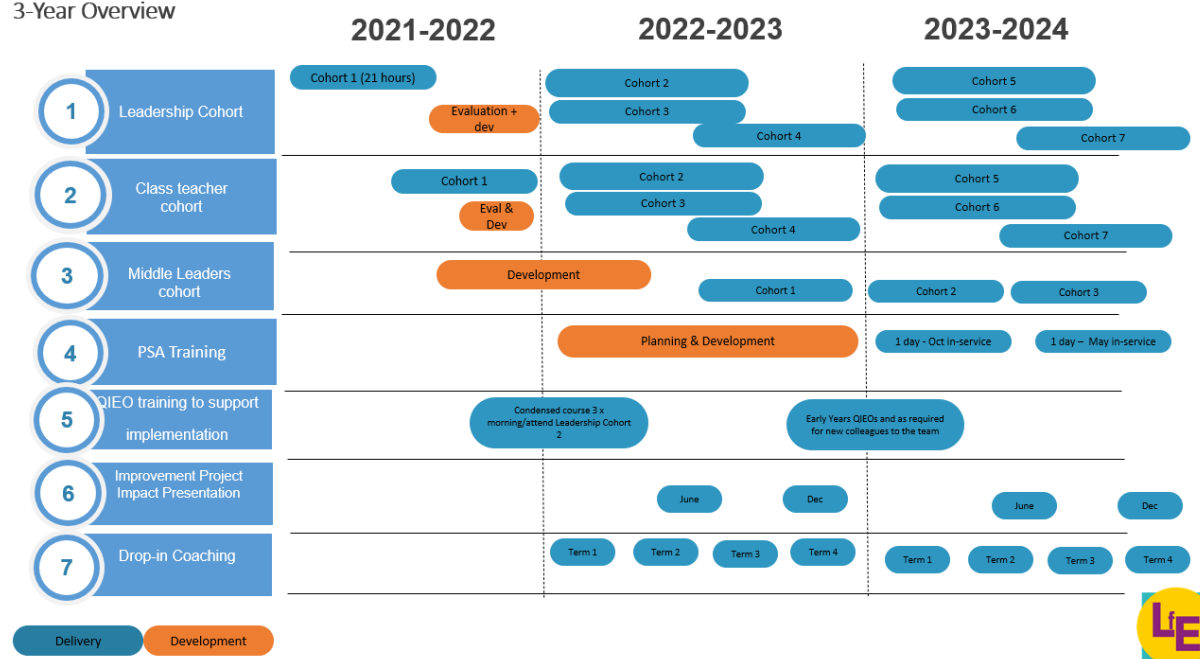 3-Year Overview
2021-2022
2022-2023
2023-2024
1
Leadership Cohort
Cohort 1 (21 hours)
Evaluation +
dev
Cohort 2
Cohort 3
Cohort 4
Cohort 5
Cohort 6
Cohort 7
2
Class teacher
cohort
Cohort 1
Eval &
Dev
Cohort 2
Cohort 3
Cohort 4
Cohort 5
Cohort 6
Cohort 7
3
Middle Leaders
cohort
Development
Cohort 1
Cohort 2
Cohort 3
4
PSA Training
Planning & Development
1 day - Oct in-service
1 day – May in-service
5
QIEO training to support
implementation
Condensed course 3 x
morning/attend Leadership Cohort
2
Early Years QIEOs and as required
for new colleagues to the team
6
Improvement Project
Impact Presentation
June
Dec
June
Dec
7
Drop-in Coaching
Term 1
Term 2
Term 3
Term 4
Term 1
Term 2
Term 3
Term 4
Delivery
Development
LfE